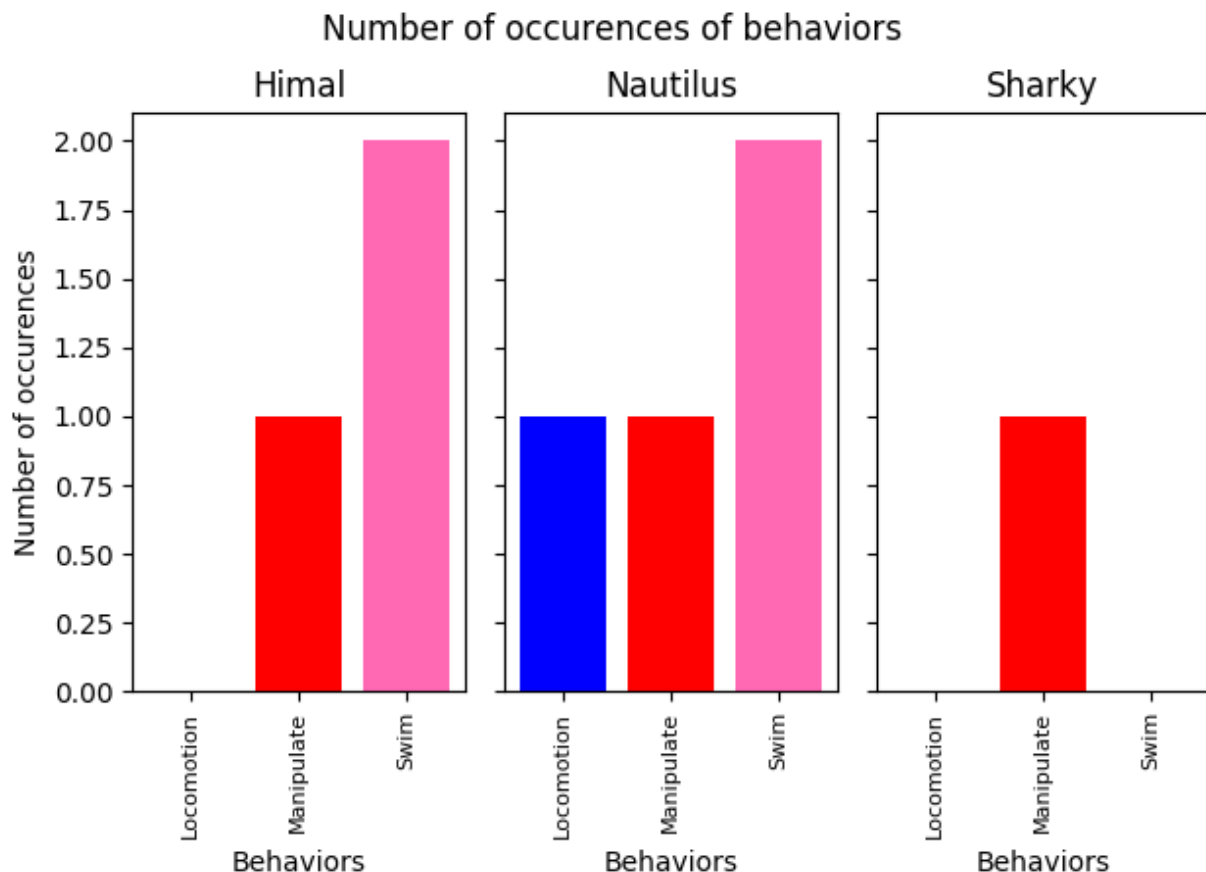 Number of occurences of behaviors
Himal
Nautilus
Sharky
Number of occurences
2.00
1.75
1.50
1.25
1.00
0.75
0.50
0.25
0.00
Locomotion
Manipulate
Swim
Locomotion
Manipulate
Swim
Locomotion
Manipulate
Swim
Behaviors
Behaviors
Behaviors